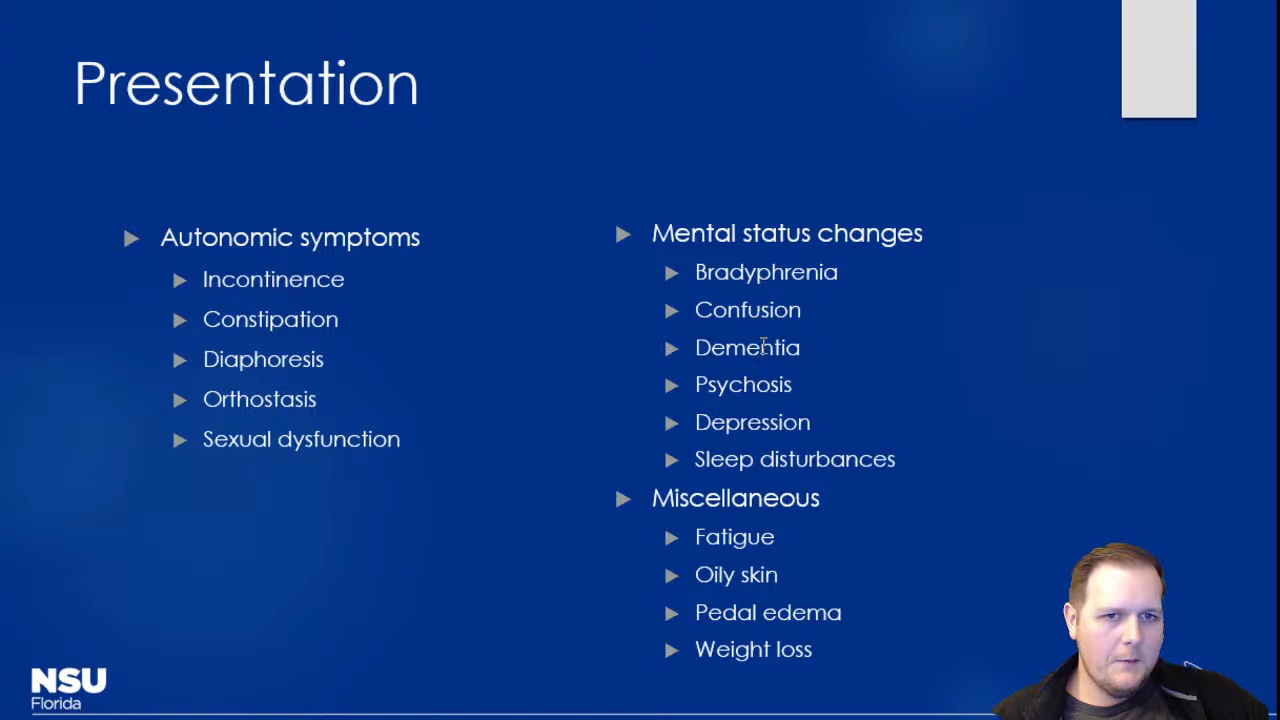 Presentation
Autonomic symptoms
Incontinence
Constipation
Diaphoresis
Orthostasis
Sexual dysfunction
Mental status changes
Bradyphrenia
Confusion
Dementia
Psychosis
Depression
Sleep disturbances
Miscellaneous
Fatigue
Oily skin
Pedal edema
Weight loss
NSU
Florida